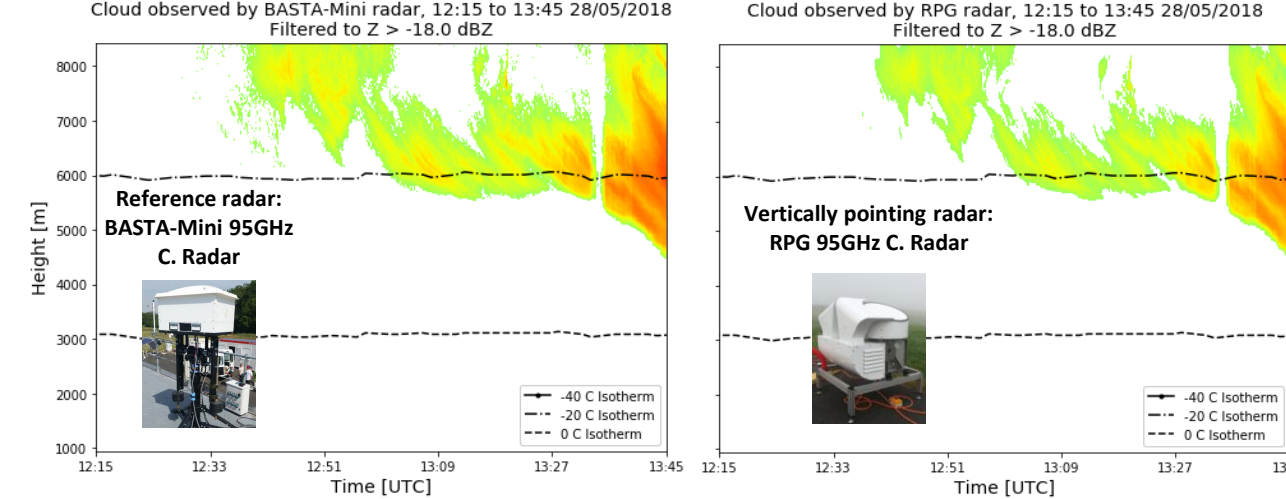 Cloud observed by BASTA-Mini radar, 12:15 to 13:45 28/05/2018
Filtered to Z > -18.0 dBZ
8000
7000
6000
5000
4000
3000
2000
1000
Height [m]
Reference radar:
BASTA-Mini 95GHz
C. Radar
-40 C Isotherm
-20 C Isotherm
0 C Isotherm
12:15 12:33 12:51 13:09 13:27 13:45
Time [UTC]
Cloud observed by RPG radar, 12:15 to 13:45 28/05/2018
Filtered to Z > -18.0 dBZ
Vertically pointing radar:
RPG 95GHz C. Radar
-40 C Isotherm
-20 C Isotherm
0 C Isotherm
12:15 12:33 12:51 13:09 13:27
Time [UTC]